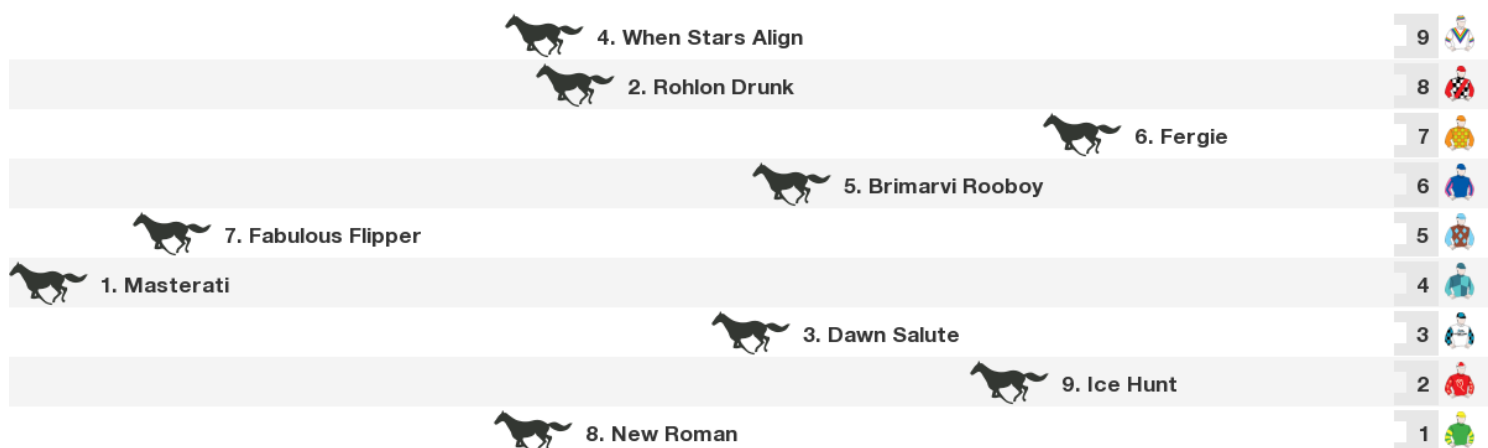 4. When Stars Align 9
2. Rohlon Drunk 8
6. Fergie 7
5. Brimarvi Rooboy 6
7. Fabulous Flipper 5
1. Masterati 4
3. Dawn Salute 3
9. Ice Hunt 2
8. New Roman 1